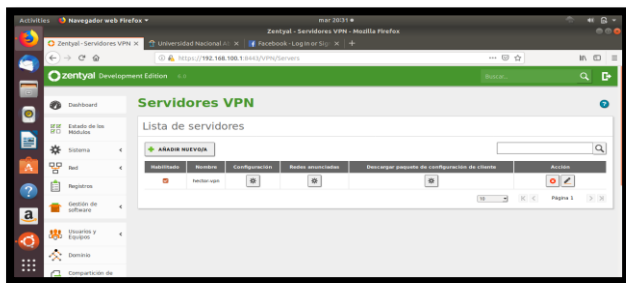 Activities Navegador web Firefox
mar 20:31
Zentyal - Servidores VPN - Mozilla Firefox
Zentyal - Servidores VPN
Universidad Nacional
Facebook - Log In or Sig
https://192.168.100.1:8443/VPN/Servers
zentyal Development Edition
Buscar...
Servidores VPN
Dashboard
Lista de servidores
Estado de los
Módulos
AÑADIR NUEVO/A
Sistema
Habilitado Nombre Configuración Redes anunciadas Descargar paquete de configuración de cliente Acción
Red
hector-vpn
Registros
10 Página 1
Gestión de
software
Usuarios y
Equipos
Dominio
Compartición de